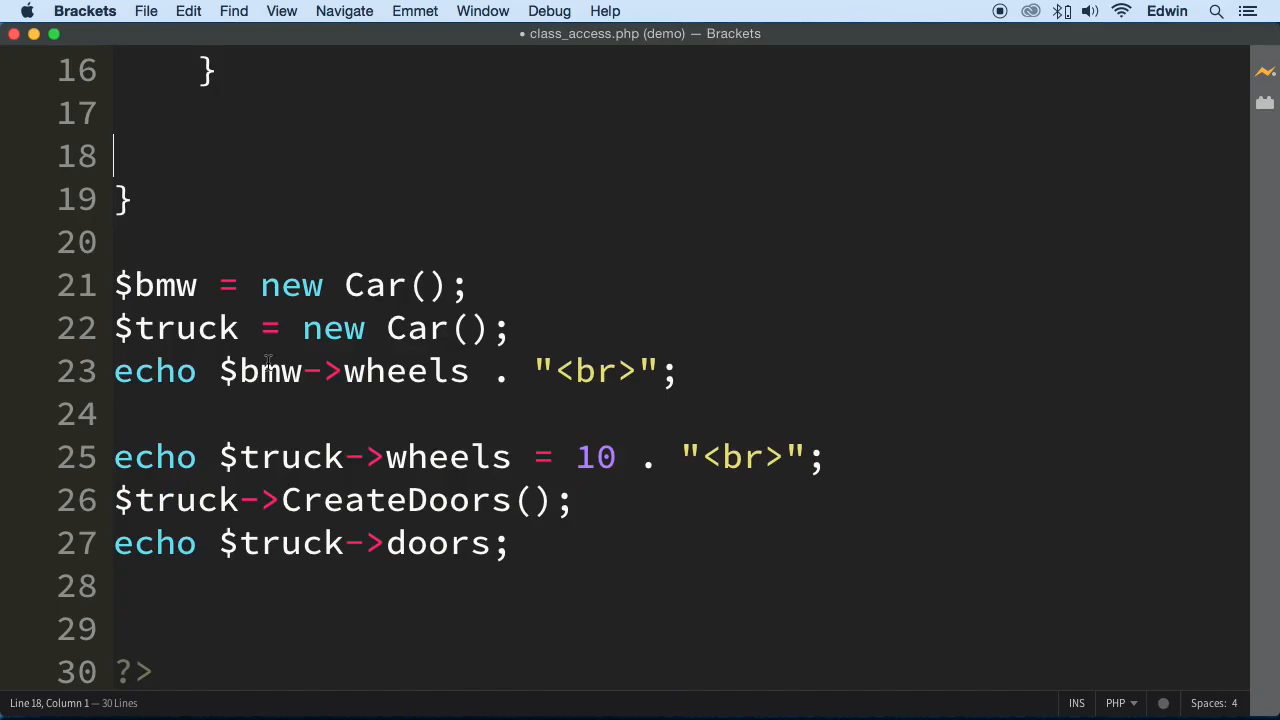 Brackets File Edit Find View Navigate Emmet Window Debug Help Edwin
• class_access.php (demo) — Brackets
16 }
17
18
19 }
20
21 $bmw = new Car();
22 $truck = new Car();
23 echo $bmw->wheels . "<br>";
24
25 echo $truck->wheels = 10 . "<br>";
26 $truck->CreateDoors();
27 echo $truck->doors;
28
29
30 ?>
Line 18, Column 1 — 30 Lines INS PHP Spaces: 4